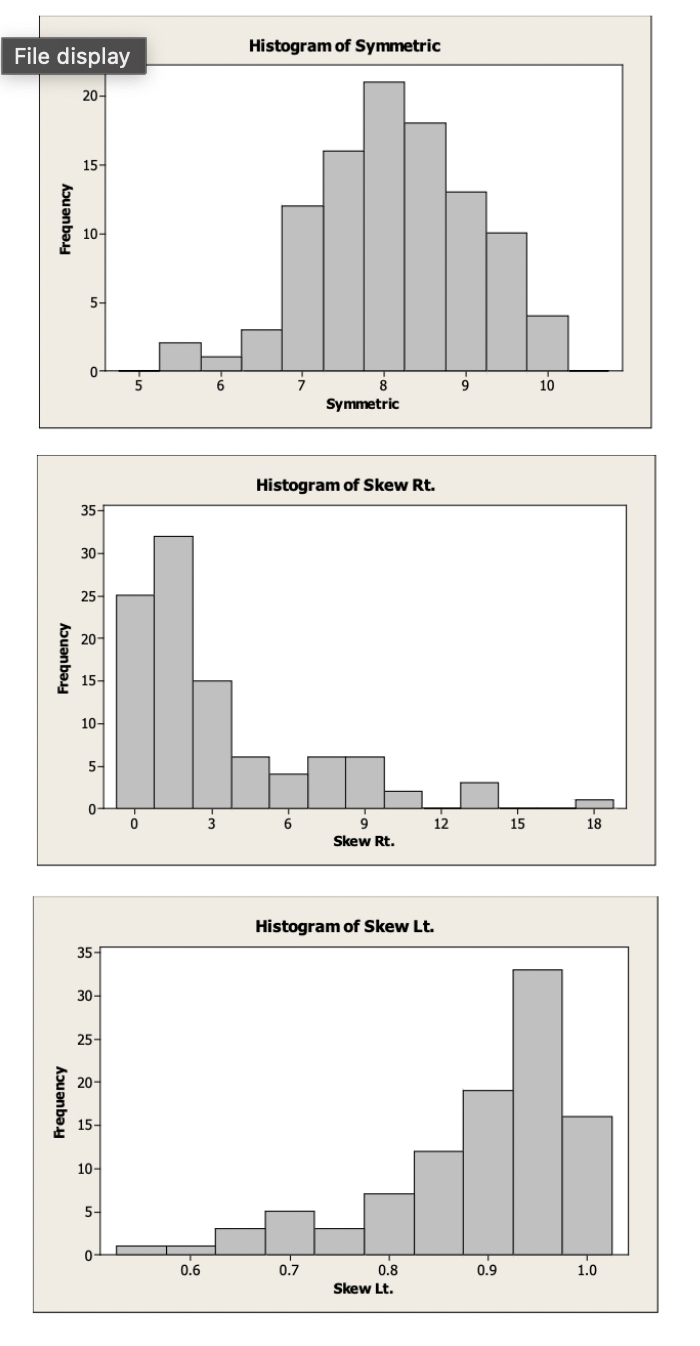 Histogram of Symmetric
File display
20
15
10
5
0
Frequency
5 6 7 8 9 10
Symmetric
Histogram of Skew Rt.
35
30
25
20
15
10
5
0
Frequency
0 3 6 9 12 15 18
Skew Rt.
Histogram of Skew Lt.
35
30
25
20
15
10
5
0
Frequency
0.6 0.7 0.8 0.9 1.0
Skew Lt.